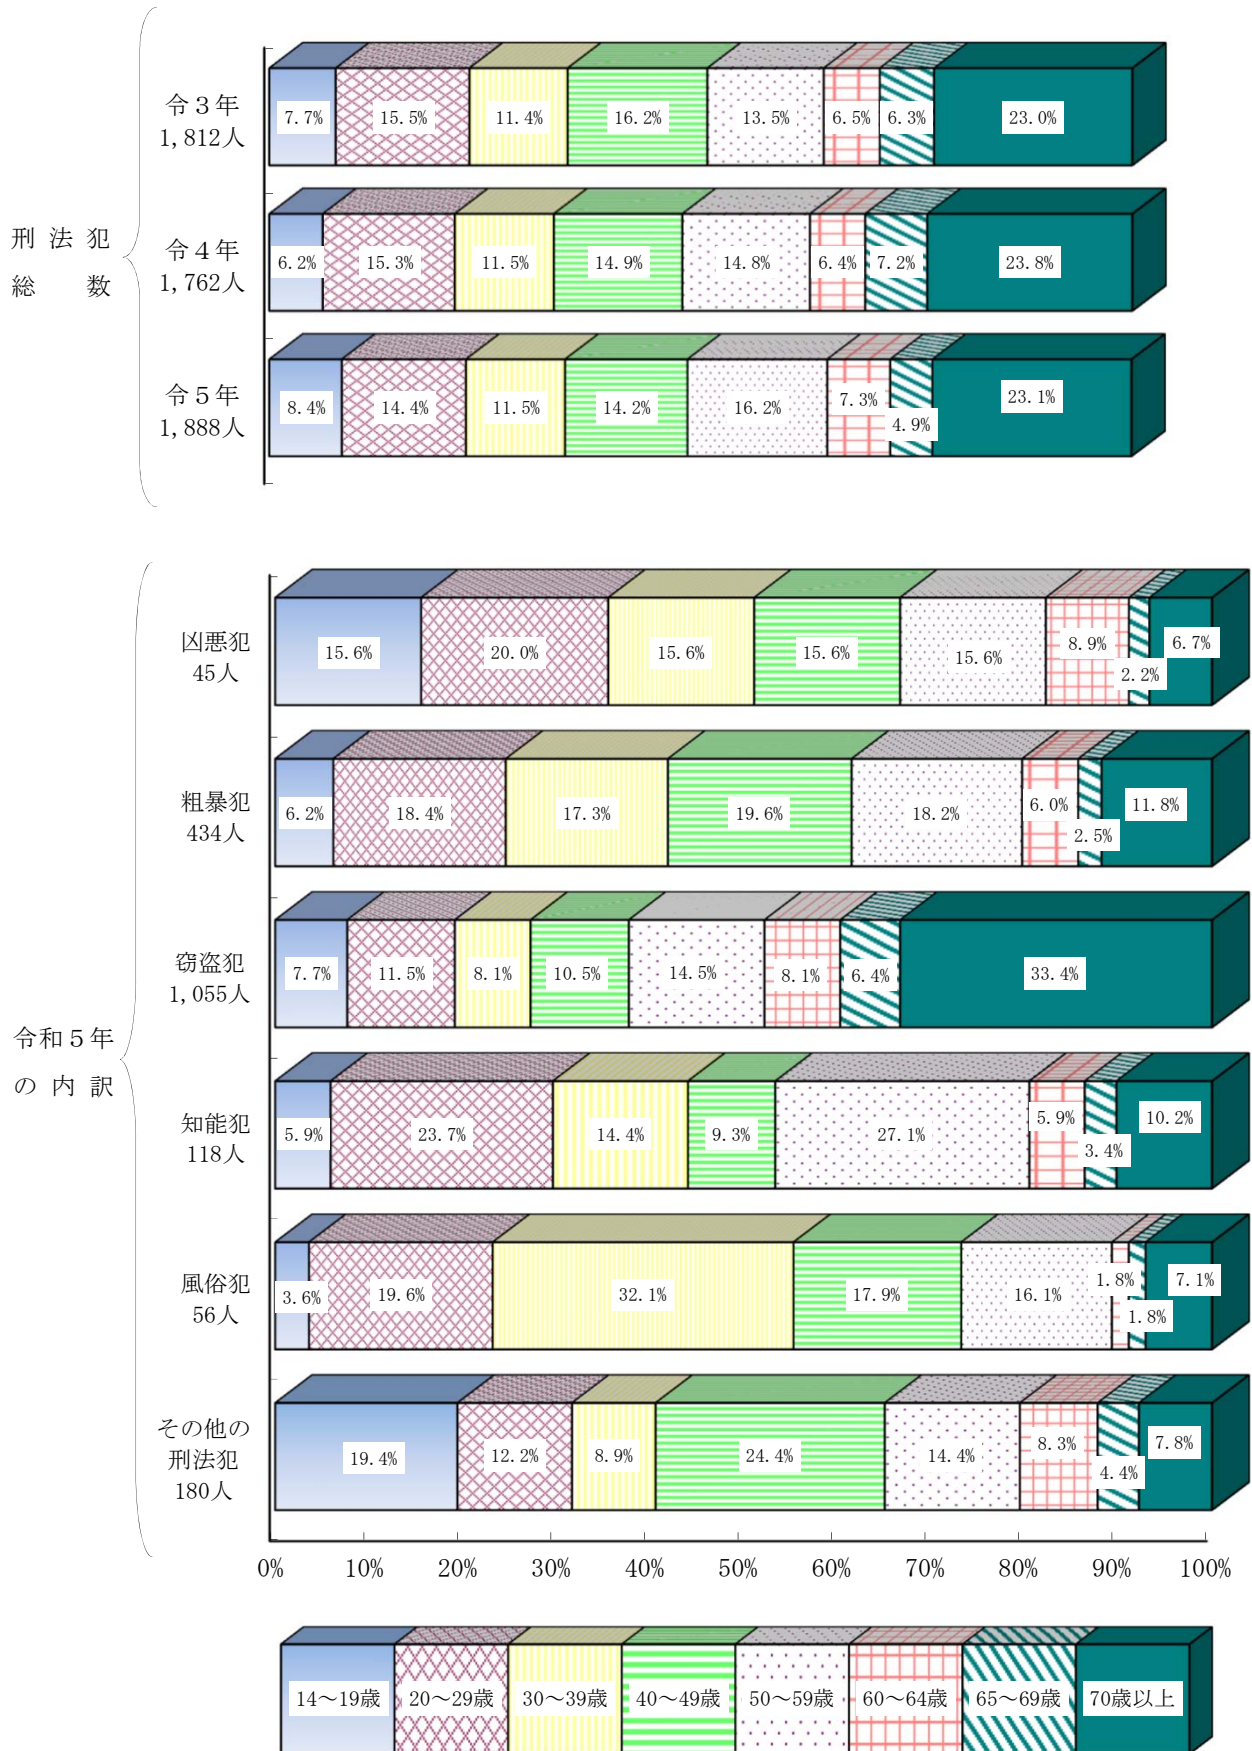 刑法犯
総数
令３年
1,812人
7.7% 15.5% 11.4% 16.2% 13.5% 6.5% 6.3% 23.0%
令４年
1,762人
6.2% 15.3% 11.5% 14.9% 14.8% 6.4% 7.2% 23.8%
令５年
1,888人
8.4% 14.4% 11.5% 14.2% 16.2% 7.3% 4.9% 23.1%
令和５年
の内訳
凶悪犯
45人
15.6% 20.0% 15.6% 15.6% 15.6% 8.9% 2.2% 6.7%
粗暴犯
434人
6.2% 18.4% 17.3% 19.6% 18.2% 6.0% 2.5% 11.8%
窃盗犯
1,055人
7.7% 11.5% 8.1% 10.5% 14.5% 8.1% 6.4% 33.4%
知能犯
118人
5.9% 23.7% 14.4% 9.3% 27.1% 5.9% 3.4% 10.2%
風俗犯
56人
3.6% 19.6% 32.1% 17.9% 16.1% 1.8% 1.8% 7.1%
その他の
刑法犯
180人
19.4% 12.2% 8.9% 24.4% 14.4% 8.3% 4.4% 7.8%
0% 10% 20% 30% 40% 50% 60% 70% 80% 90% 100%
14～19歳 20～29歳 30～39歳 40～49歳 50～59歳 60～64歳 65～69歳 70歳以上